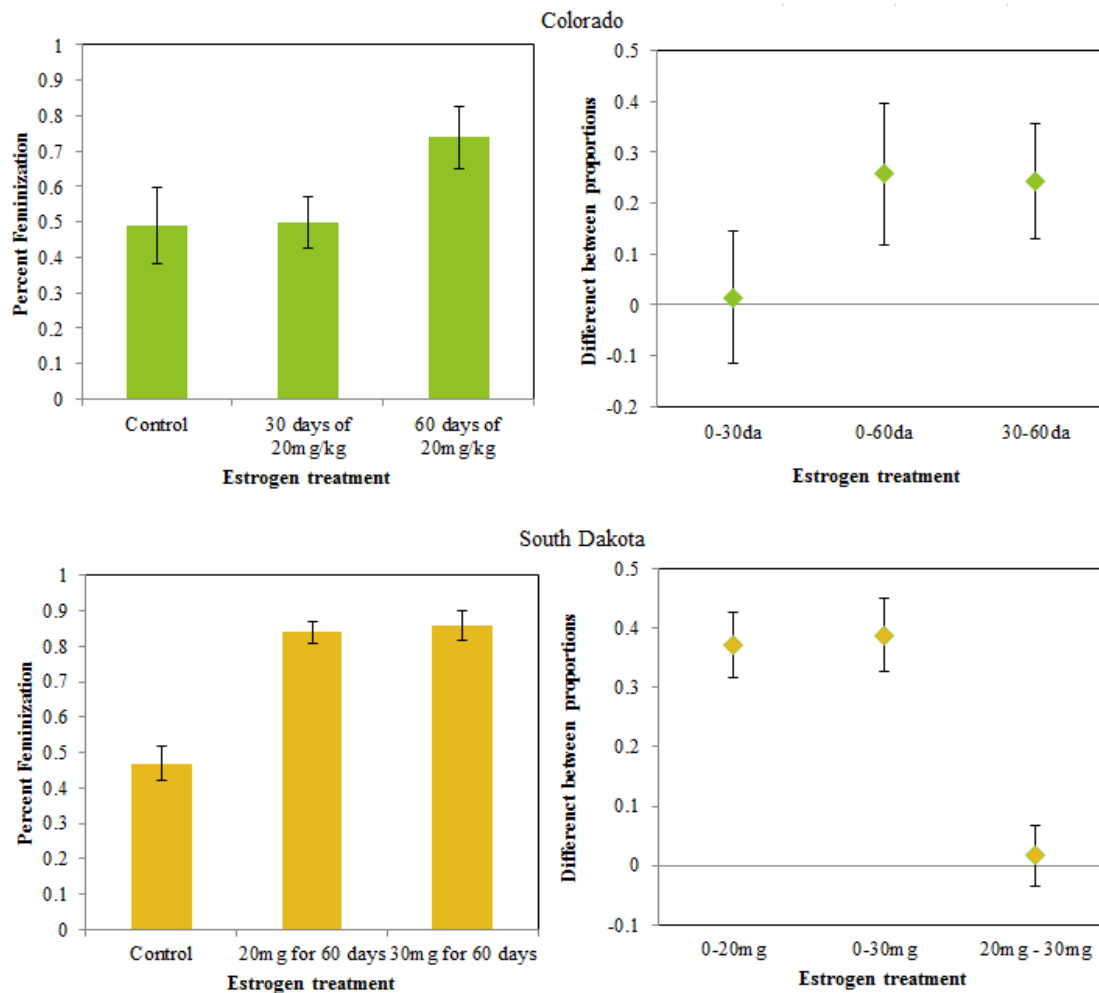 Colorado
1
0.9
0.8
0.7
0.6
0.5
0.4
0.3
0.2
0.1
0
Percent Feminization
Control
30 days of
20mg/kg
60 days of
20mg/kg
Estrogen treatment
0.5
0.4
0.3
0.2
0.1
0
-0.1
-0.2
Differenct between proportions
0-30da
0-60da
30-60da
Estrogen treatment
South Dakota
1
0.9
0.8
0.7
0.6
0.5
0.4
0.3
0.2
0.1
0
Percent Feminization
Control
20mg for 60 days
30mg for 60 days
Estrogen treatment
0.5
0.4
0.3
0.2
0.1
0
-0.1
Differenct between proportions
0-20mg
0-30mg
20mg - 30mg
Estrogen treatment